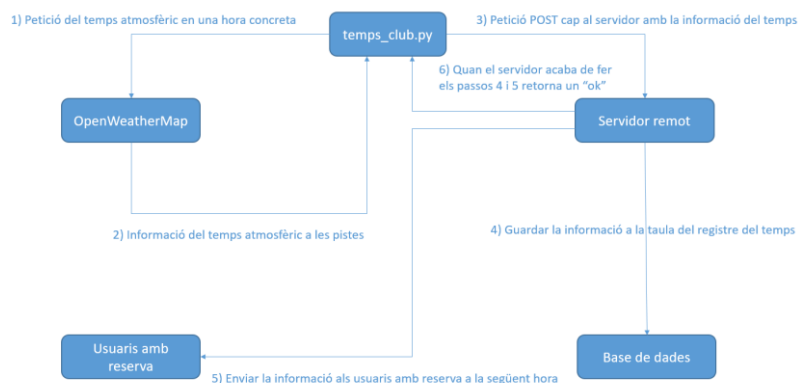 1) Petició del temps atmosfèric en una hora concreta
temps_club.py
3) Petició POST cap al servidor amb la informació del temps
6) Quan el servidor acaba de fer
els passos 4 i 5 retorna un “ok”
OpenWeatherMap
Servidor remot
2) Informació del temps atmosfèric a les pistes
4) Guardar la informació a la taula del registre del temps
Usuaris amb
reserva
Base de dades
5) Enviar la informació als usuaris amb reserva a la següent hora